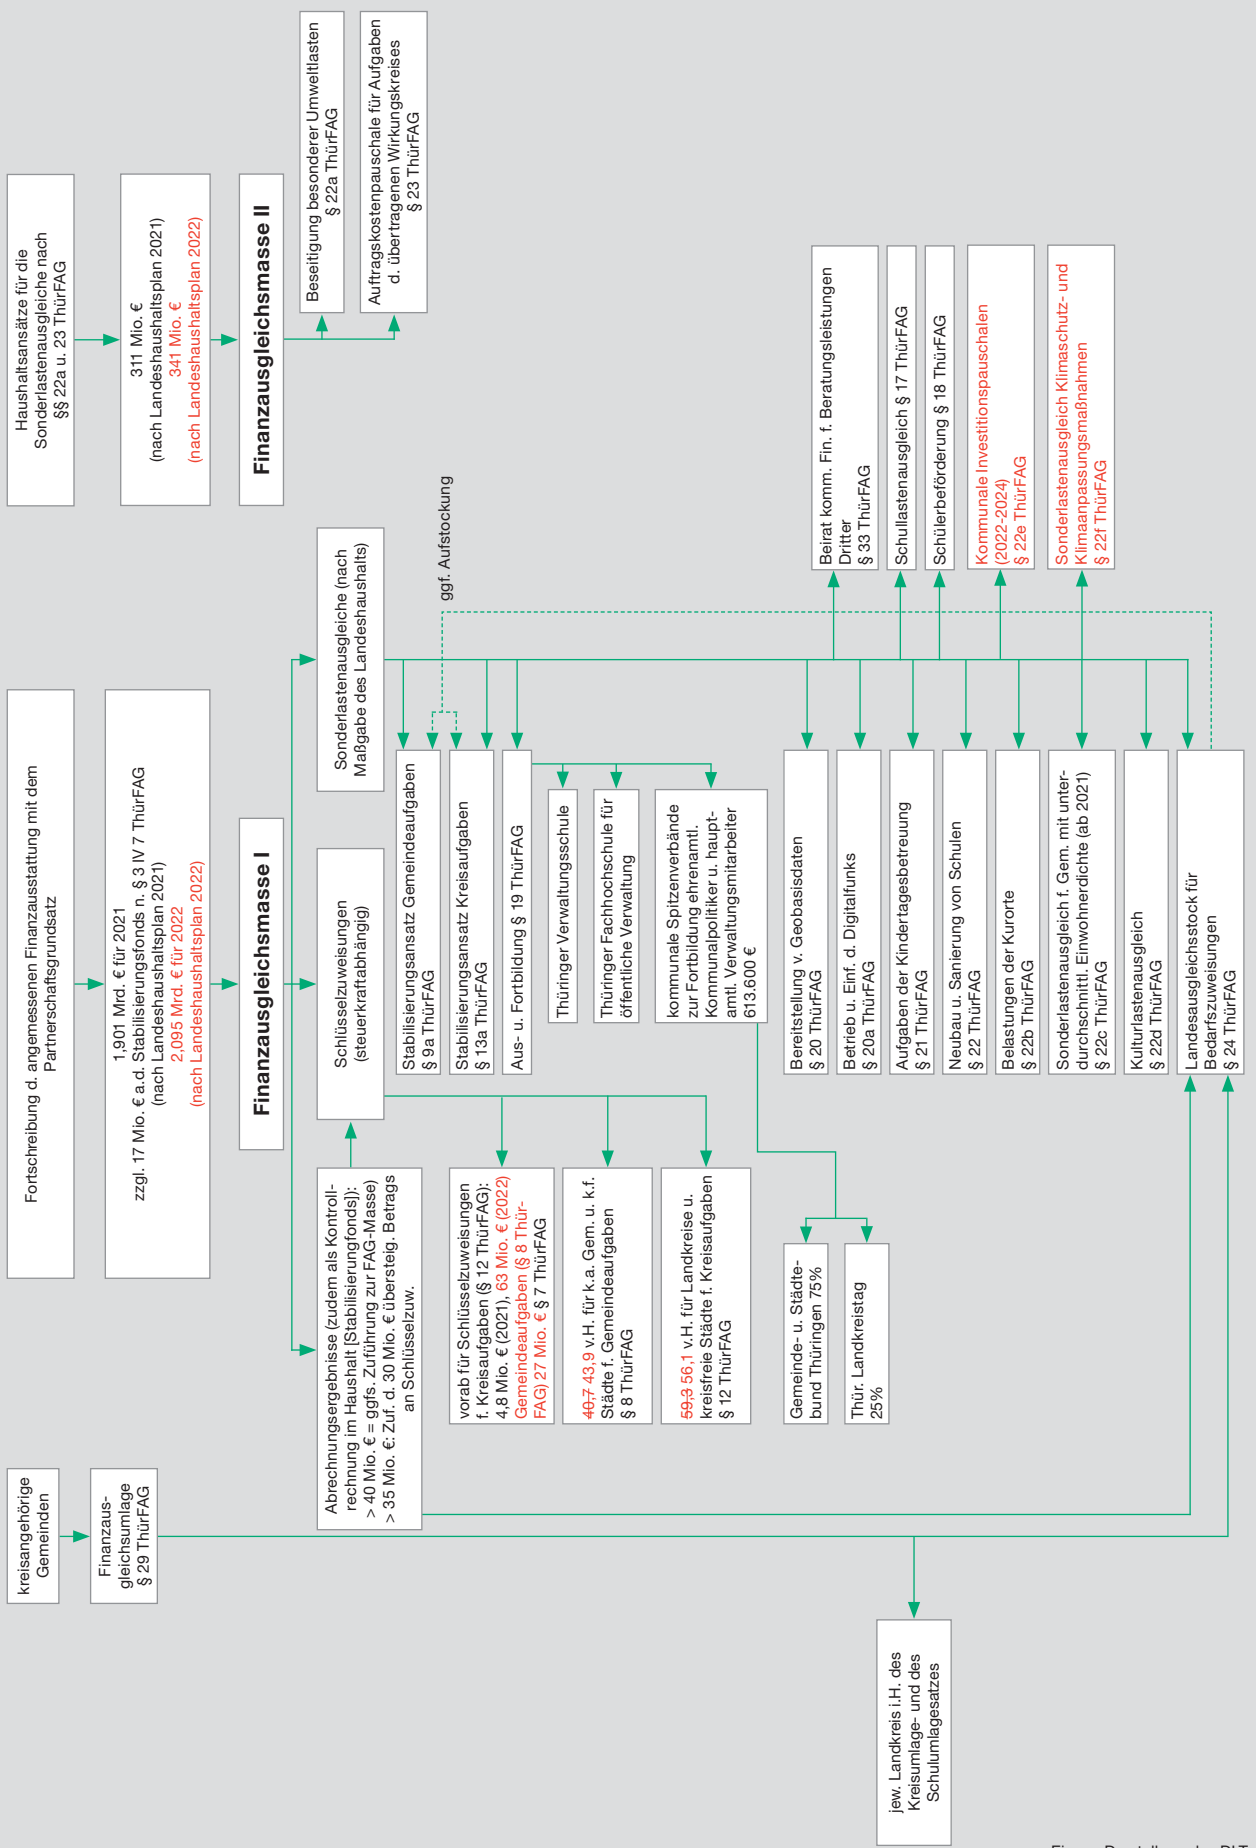 kreisangehörige
Gemeinden
Finanzaus-
gleichsumlage
§ 29 ThürFAG
Fortschreibung d. angemessenen Finanzausstattung mit dem
Partnerschaftsgrundsatz
1,901 Mrd. € für 2021
zzgl. 17 Mio. € a.d. Stabilisierungsfonds n. § 3 IV 7 ThürFAG
(nach Landeshaushaltsplan 2021)
2,095 Mrd. € für 2022
(nach Landeshaushaltsplan 2022)
Finanzausgleichsmasse I
Haushaltsansätze für die
Sonderlastenausgleiche nach
§§ 22a u. 23 ThürFAG
311 Mio. €
(nach Landeshaushaltsplan 2021)
341 Mio. €
(nach Landeshaushaltsplan 2022)
Finanzausgleichsmasse II
Beseitigung besonderer Umweltlasten
§ 22a ThürFAG
Auftragskostenpauschale für Aufgaben
d. übertragenen Wirkungskreises
§ 23 ThürFAG
Abrechnungsergebnisse (zudem als Kontroll-
rechnung im Haushalt [Stabilisierungfonds]):
> 40 Mio. € = ggfs. Zuführung zur FAG-Masse)
> 35 Mio. €: Zuf. d. 30 Mio. € übersteig. Betrags
an Schlüsselzuw.
Schlüsselzuweisungen
(steuerkraftabhängig)
Sonderlastenausgleiche (nach
Maßgabe des Landeshaushalts)
vorab für Schlüsselzuweisungen
f. Kreisaufgaben (§ 12 ThürFAG):
4,8 Mio. € (2021), 63 Mio. € (2022)
Gemeindeaufgaben (§ 8 Thür-
FAG) 27 Mio. € § 7 ThürFAG
40,7 43,9 v.H. für k.a. Gem. u. k.f.
Städte f. Gemeindeaufgaben
§ 8 ThürFAG
59,3 56,1 v.H. für Landkreise u.
kreisfreie Städte f. Kreisaufgaben
§ 12 ThürFAG
Gemeinde- u. Städte-
bund Thüringen 75%
Thür. Landkreistag
25%
Stabilisierungsansatz Gemeindeaufgaben
§ 9a ThürFAG
Stabilisierungsansatz Kreisaufgaben
§ 13a ThürFAG
Aus- u. Fortbildung § 19 ThürFAG
Thüringer Verwaltungsschule
Thüringer Fachhochschule für
öffentliche Verwaltung
kommunale Spitzenverbände
zur Fortbildung ehrenamtl.
Kommunalpolitiker u. haupt-
amtl. Verwaltungsmitarbeiter
613.600 €
Bereitstellung v. Geobasisdaten
§ 20 ThürFAG
Betrieb u. Einf. d. Digitalfunks
§ 20a ThürFAG
Aufgaben der Kindertagesbetreuung
§ 21 ThürFAG
Neubau u. Sanierung von Schulen
§ 22 ThürFAG
Belastungen der Kurorte
§ 22b ThürFAG
Sonderlastenausgleich f. Gem. mit unter-
durchschnittl. Einwohnerdichte (ab 2021)
§ 22c ThürFAG
Kulturlastenausgleich
§ 22d ThürFAG
Landesausgleichsstock für
Bedarfszuweisungen
§ 24 ThürFAG
ggf. Aufstockung
Beirat komm. Fin. f. Beratungsleistungen
Dritter
§ 33 ThürFAG
Schullastenausgleich § 17 ThürFAG
Schülerbeförderung § 18 ThürFAG
Kommunale Investitionspauschalen
(2022-2024)
§ 22e ThürFAG
Sonderlastenausgleich Klimaschutz- und
Klimaanpassungsmaßnahmen
§ 22f ThürFAG
jew. Landkreis i.H. des
Kreisumlage- und des
Schulumlagesatzes